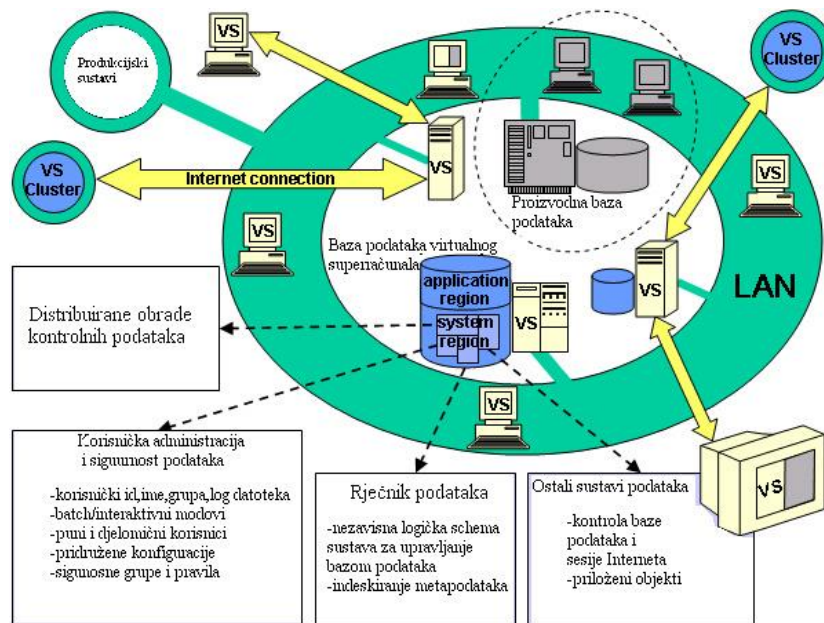 VS
VS
Cluster
Produkcijski
sustavi
VS
Cluster
Internet connection
VS
Proizvodna baza
podataka
VS
VS
Baza podataka virtualnog
superračunala
application
region
system
region
VS
VS
LAN
Distribuirane obrade
kontrolnih podataka
VS
VS
Korisnička administracija
i siguurnost podataka
-korisnički id,ime,grupa,log datoteka
-batch/interaktivni modovi
-puni i djelomični korisnici
-pridružene konfiguracije
-sigunosne grupe i pravila
Rječnik podataka
-nezavisna logička schema
sustava za upravljanje
bazom podataka
-indeskiranje metapodataka
Ostali sustavi podataka
-kontrola baze
podataka i
sesije Interneta
-priloženi objekti